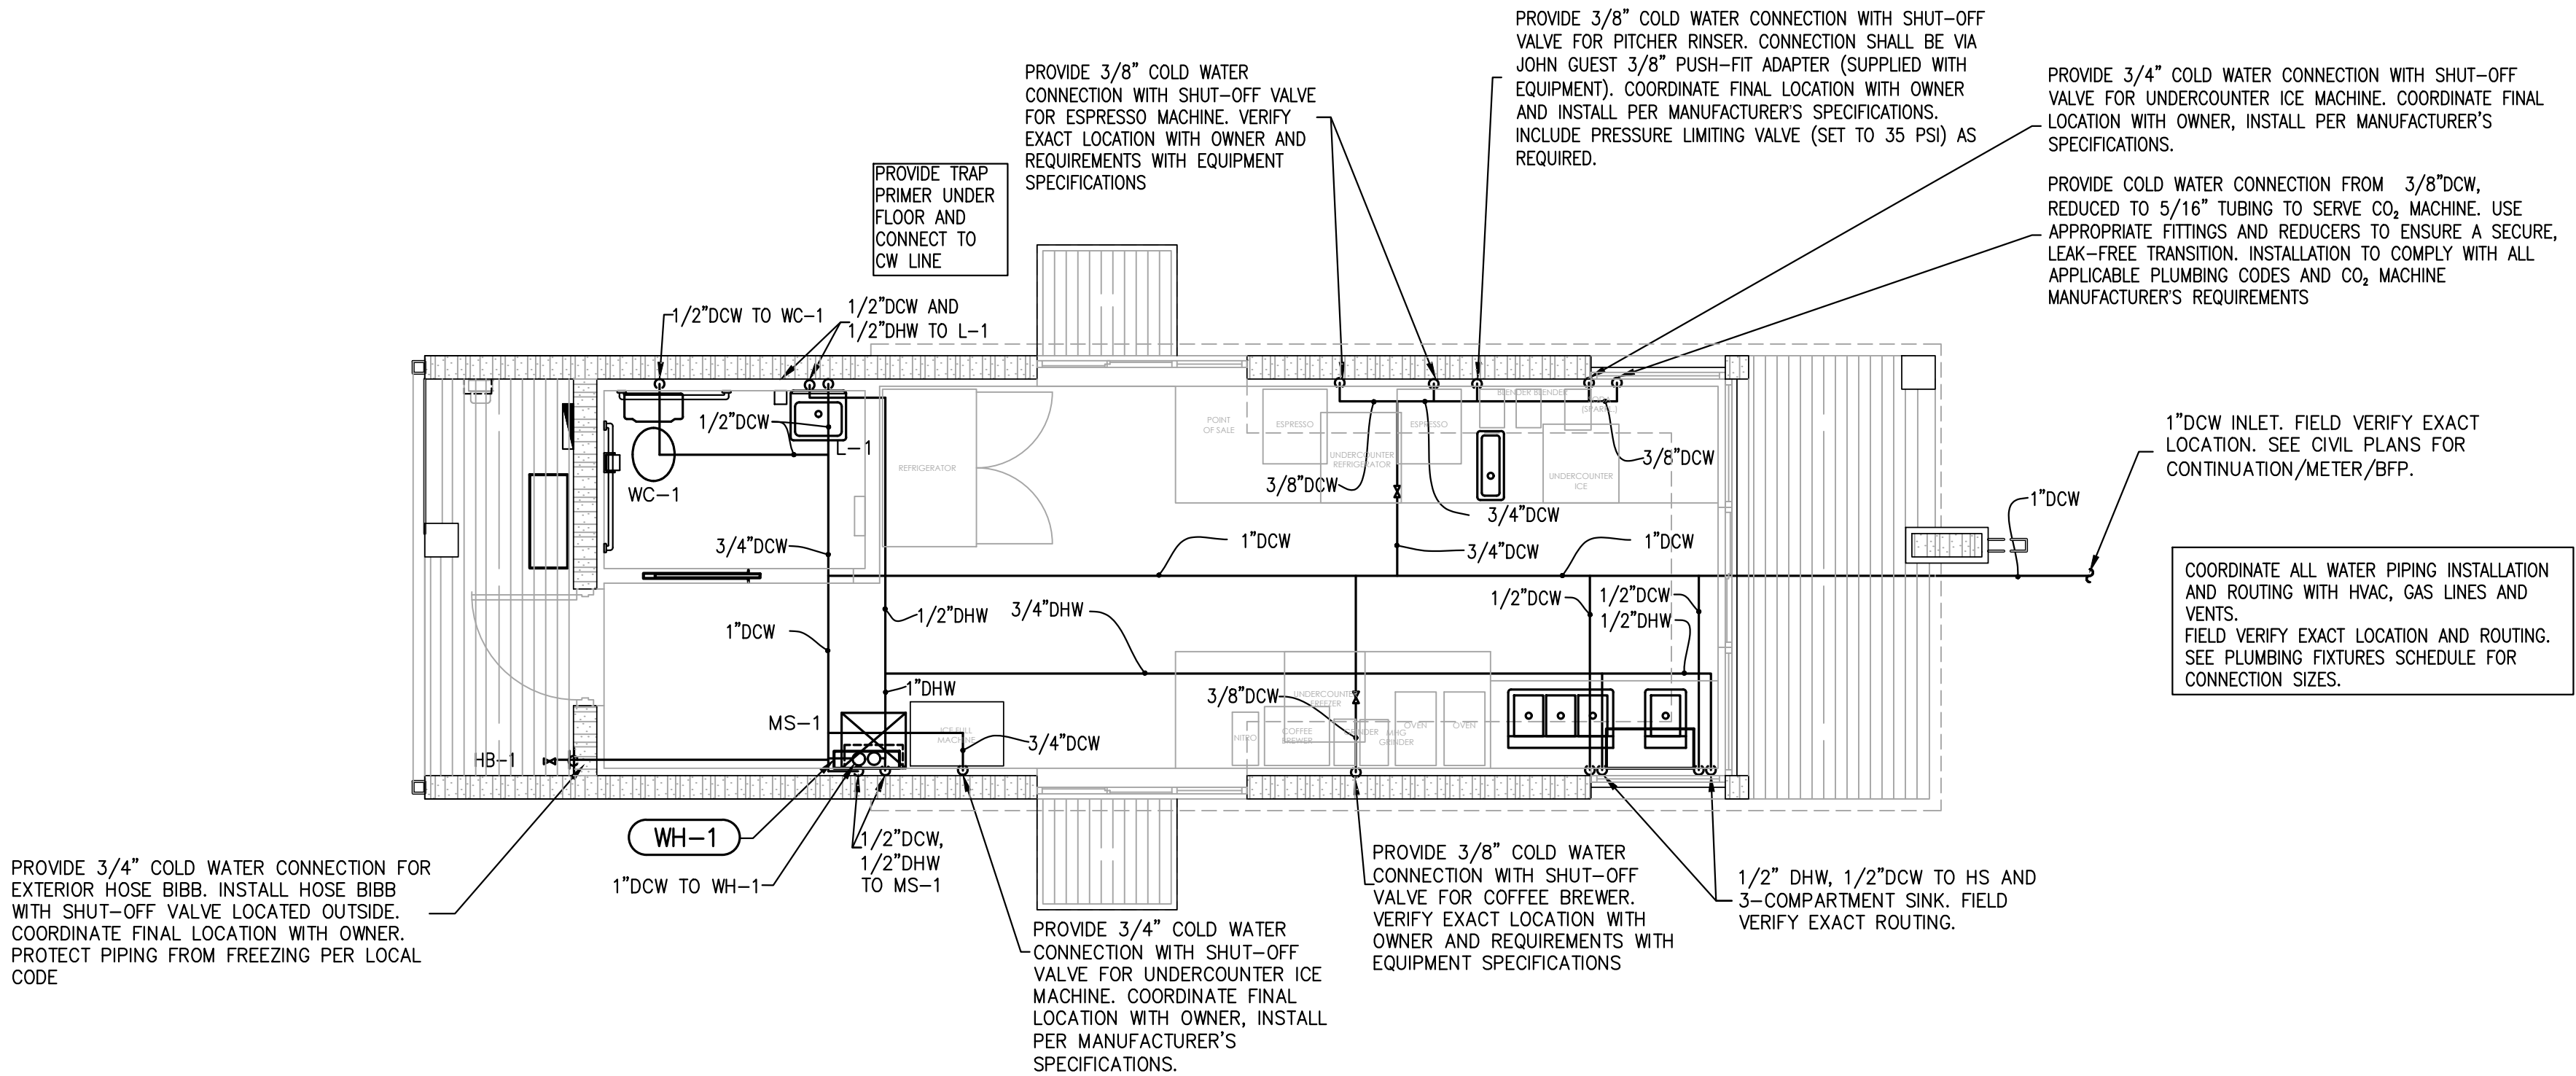 PROVIDE 3/8" COLD WATER CONNECTION WITH SHUT-OFF
VALVE FOR PITCHER RINSER. CONNECTION SHALL BE VIA
JOHN GUEST 3/8" PUSH-FIT ADAPTER (SUPPLIED WITH
EQUIPMENT). COORDINATE FINAL LOCATION WITH OWNER
AND INSTALL PER MANUFACTURER'S SPECIFICATIONS.
INCLUDE PRESSURE LIMITING VALVE (SET TO 35 PSI) AS
REQUIRED.
PROVIDE 3/8" COLD WATER
CONNECTION WITH SHUT-OFF VALVE
FOR ESPRESSO MACHINE. VERIFY
EXACT LOCATION WITH OWNER AND
REQUIREMENTS WITH EQUIPMENT
SPECIFICATIONS
PROVIDE 3/4" COLD WATER CONNECTION WITH SHUT-OFF
VALVE FOR UNDERCOUNTER ICE MACHINE. COORDINATE FINAL
LOCATION WITH OWNER, INSTALL PER MANUFACTURER'S
SPECIFICATIONS.
PROVIDE COLD WATER CONNECTION FROM 3/8"DCW,
REDUCED TO 5/16" TUBING TO SERVE CO₂ MACHINE. USE
APPROPRIATE FITTINGS AND REDUCERS TO ENSURE A SECURE,
LEAK-FREE TRANSITION. INSTALLATION TO COMPLY WITH ALL
APPLICABLE PLUMBING CODES AND CO₂ MACHINE
MANUFACTURER'S REQUIREMENTS
PROVIDE TRAP
PRIMER UNDER
FLOOR AND
CONNECT TO
CW LINE
1/2"DCW TO WC-1
1/2"DCW AND
1/2"DHW TO L-1
1/2"DCW
L-1
WC-1
REFRIGERATOR
POINT
OF SALE
ESPRESSO
UNDERCOUNTER
REFRIGERATOR
ESPRESSO
BLENDER BLENDER
(SPARKL.)
UNDERCOUNTER
ICE
3/8"DCW
3/8"DCW
3/4"DCW
3/4"DCW
1"DCW
3/4"DCW
1"DCW
1"DCW INLET. FIELD VERIFY EXACT
LOCATION. SEE CIVIL PLANS FOR
CONTINUATION/METER/BFP.
1"DCW
COORDINATE ALL WATER PIPING INSTALLATION
AND ROUTING WITH HVAC, GAS LINES AND
VENTS.
FIELD VERIFY EXACT LOCATION AND ROUTING.
SEE PLUMBING FIXTURES SCHEDULE FOR
CONNECTION SIZES.
1"DCW
1/2"DHW
3/4"DHW
1/2"DCW
1/2"DCW
1/2"DHW
1"DHW
MS-1
ICE FULL
MACHINE
3/4"DCW
3/8"DCW
UNDERCOUNTER
FREEZER
NITRO
COFFEE
BREWER
GRINDER
MHG
GRINDER
OVEN
OVEN
HB-1
WH-1
1"DCW TO WH-1
1/2"DCW,
1/2"DHW
TO MS-1
PROVIDE 3/4" COLD WATER CONNECTION FOR
EXTERIOR HOSE BIBB. INSTALL HOSE BIBB
WITH SHUT-OFF VALVE LOCATED OUTSIDE.
COORDINATE FINAL LOCATION WITH OWNER.
PROTECT PIPING FROM FREEZING PER LOCAL
CODE
PROVIDE 3/4" COLD WATER
CONNECTION WITH SHUT-OFF
VALVE FOR UNDERCOUNTER ICE
MACHINE. COORDINATE FINAL
LOCATION WITH OWNER, INSTALL
PER MANUFACTURER'S
SPECIFICATIONS.
PROVIDE 3/8" COLD WATER
CONNECTION WITH SHUT-OFF
VALVE FOR COFFEE BREWER.
VERIFY EXACT LOCATION WITH
OWNER AND REQUIREMENTS WITH
EQUIPMENT SPECIFICATIONS
1/2" DHW, 1/2"DCW TO HS AND
3-COMPARTMENT SINK. FIELD
VERIFY EXACT ROUTING.